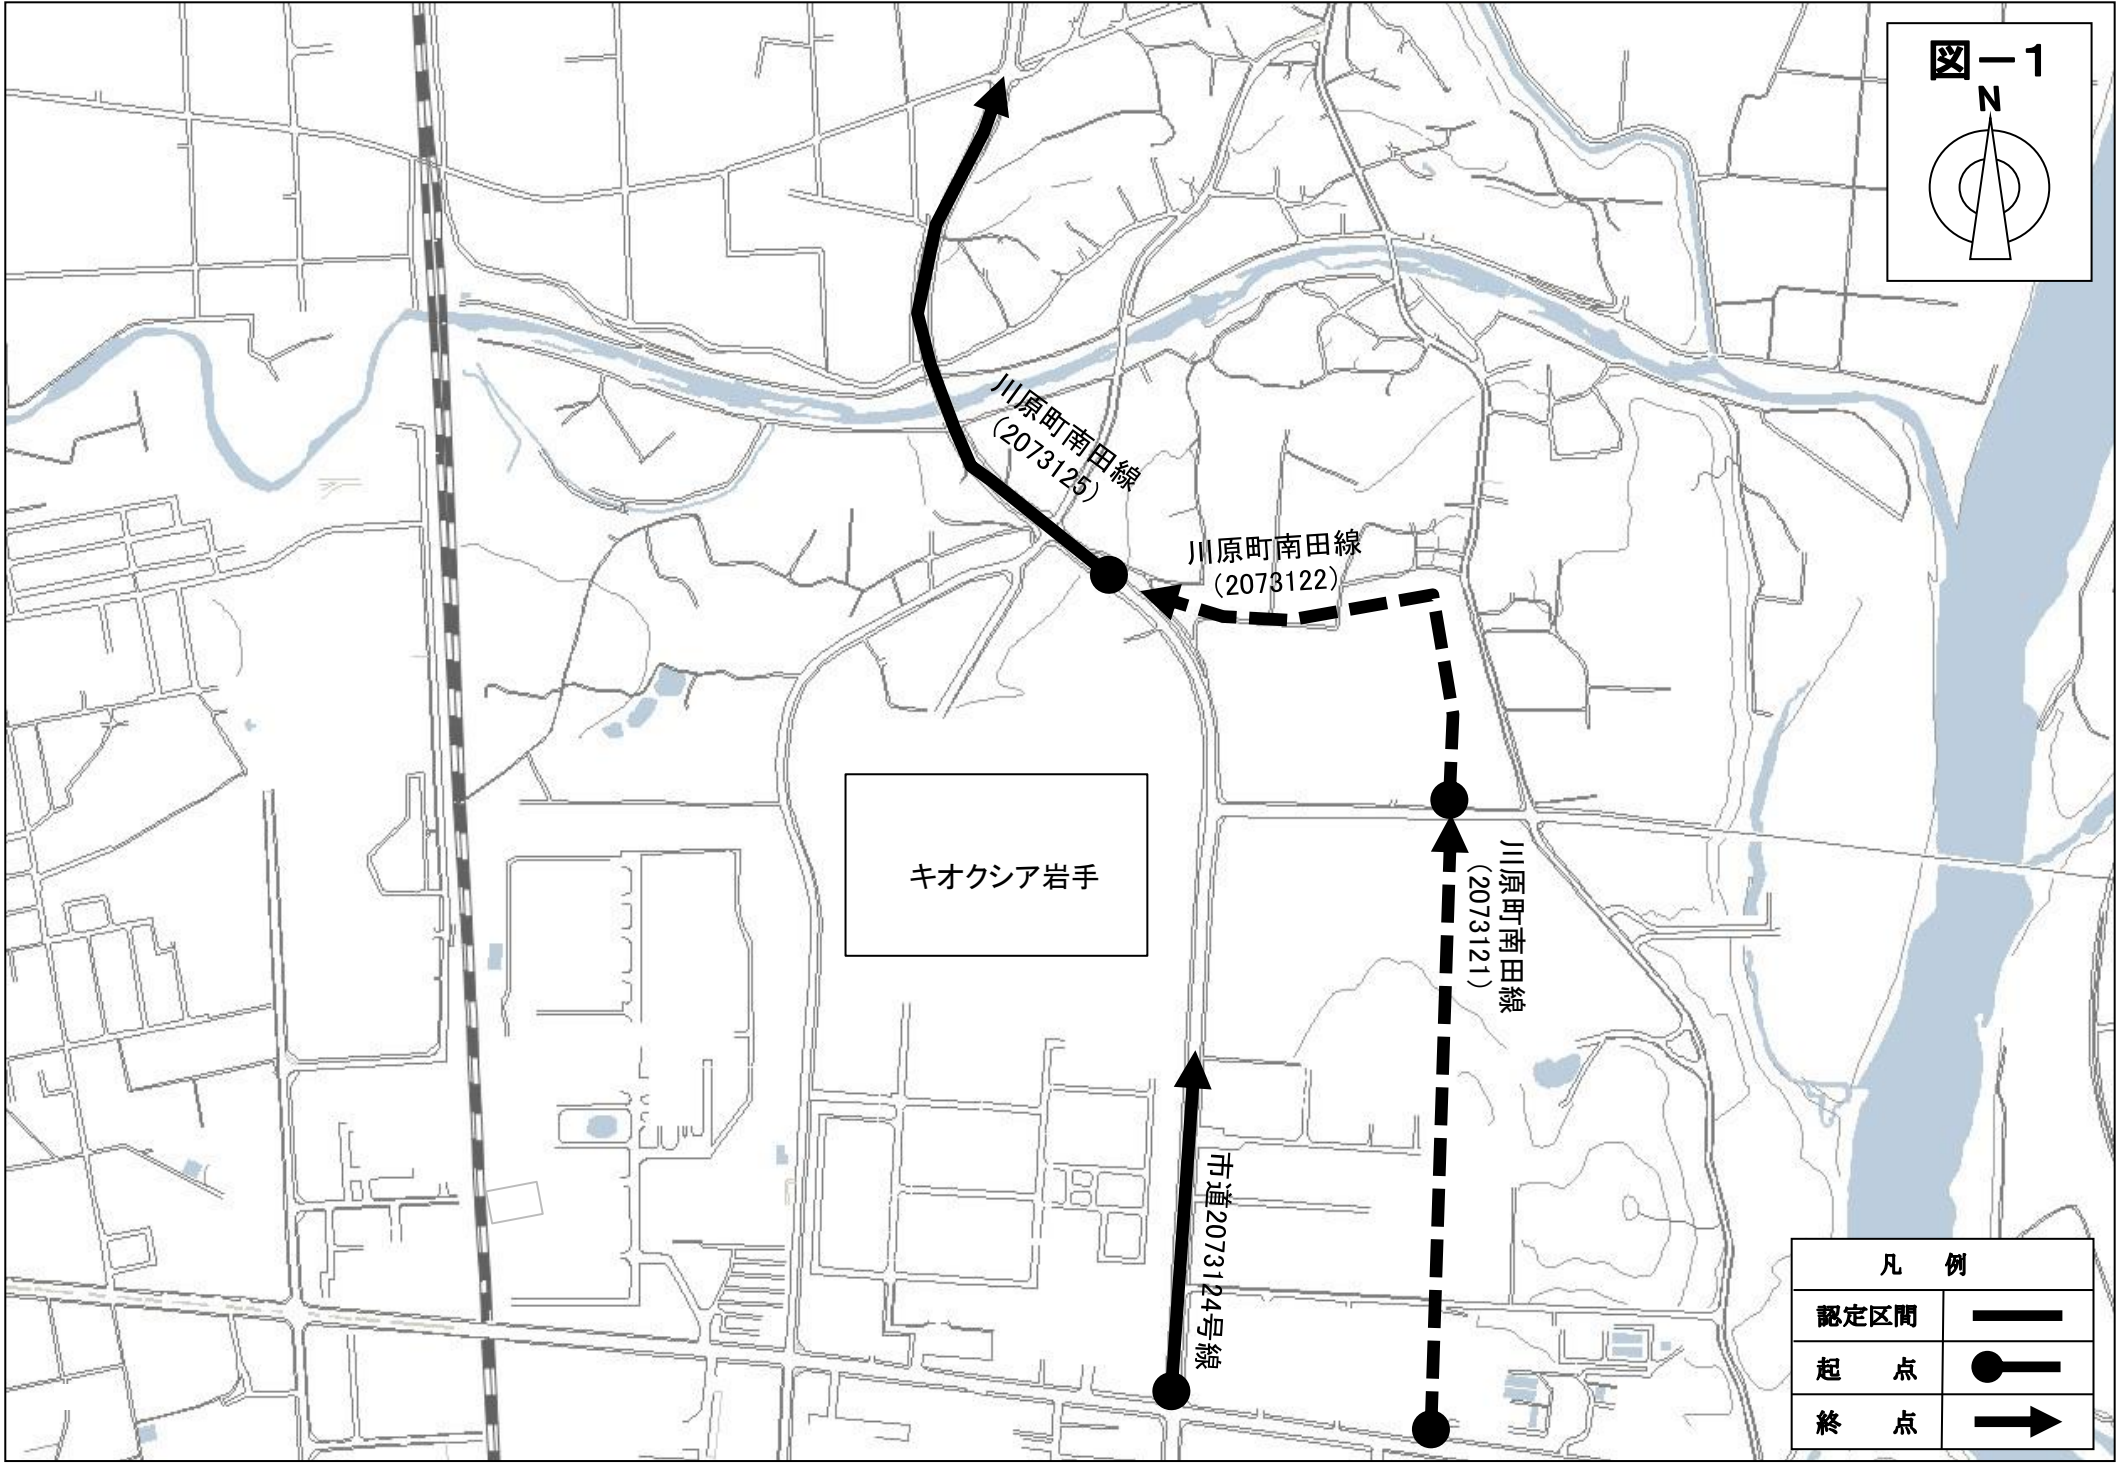 図－1
N
川原町南田線
(2073125)
川原町南田線
(2073122)
キオクシア岩手
川原町南田線
(2073121)
市道2073124号線
凡　例
認定区間
起　点
終　点